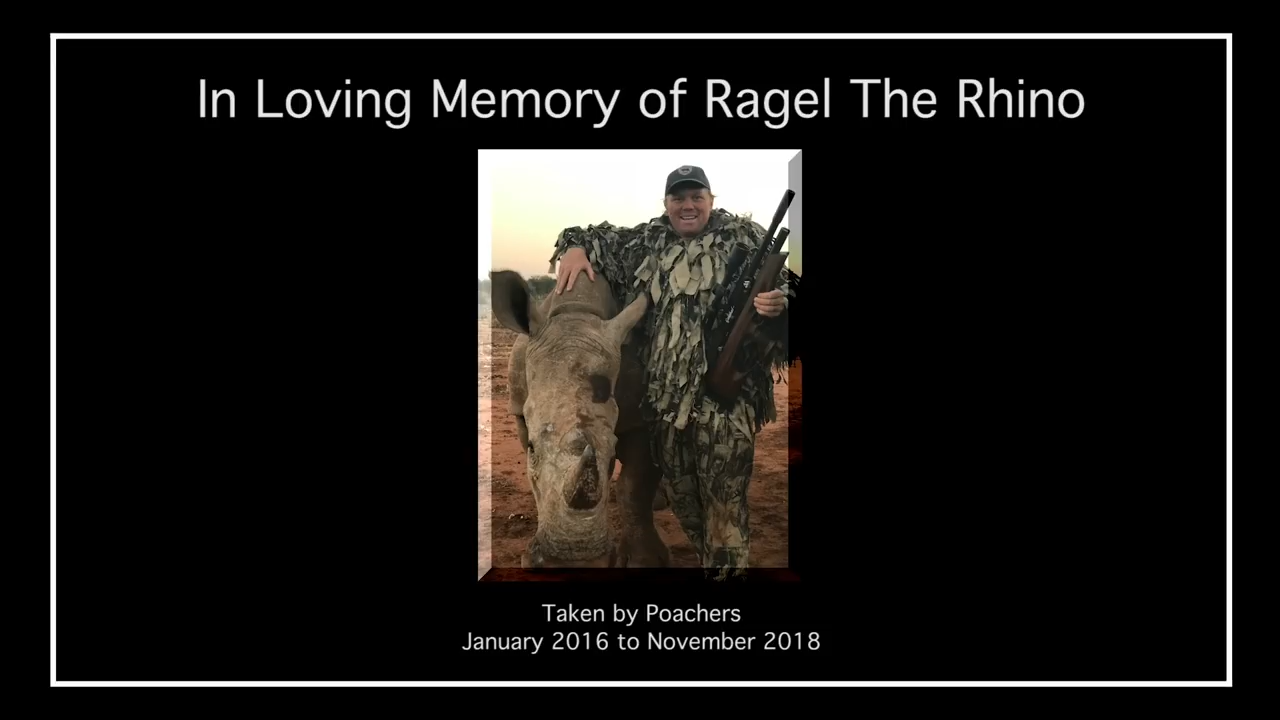 In Loving Memory of Ragel The Rhino
Taken by Poachers
January 2016 to November 2018